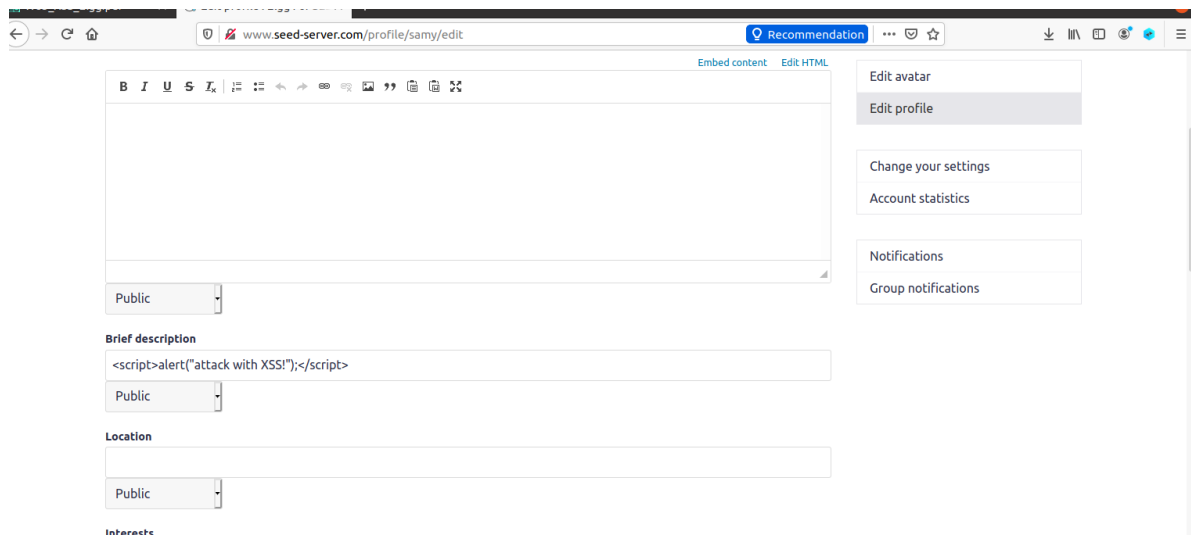 www.seed-server.com/profile/samy/edit
Recommendation
Embed content Edit HTML
Public
Brief description
<script>alert("attack with XSS!");</script>
Public
Location
Public
Interests
Edit avatar
Edit profile
Change your settings
Account statistics
Notifications
Group notifications